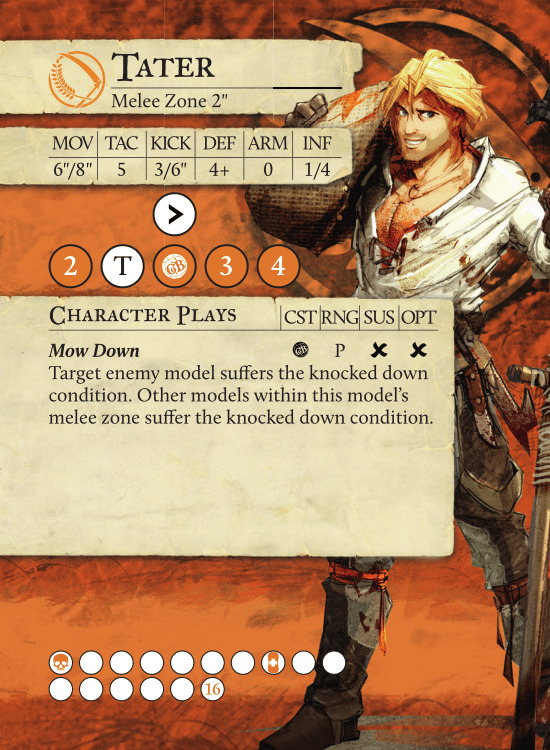 Tater
Melee Zone 2"
MOV TAC KICK DEF ARM INF
6"/8" 5 3/6" 4+ 0 1/4
>
2 T GB 3 4
Character Plays CST RNG SUS OPT
Mow Down GB P ✘ ✘
Target enemy model suffers the knocked down
condition. Other models within this model’s
melee zone suffer the knocked down condition.
16